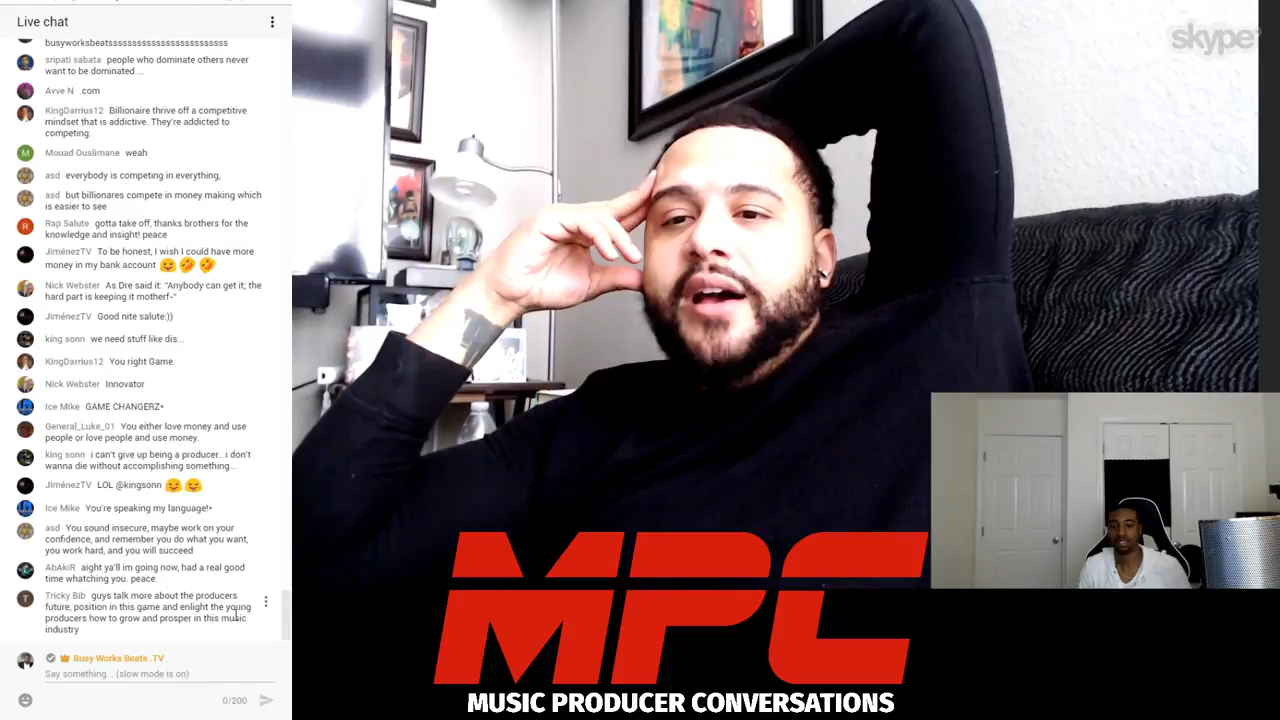 Live chat
busyworksbeatsssssssssssssssssssssssss
sripati sabata people who dominate others never
want to be dominated ...
Avve N .com
KingDarrius12 Billionaire thrive off a competitive
mindset that is addictive. They're addicted to
competing.
M
Mouad Ouslimane weah
asd everybody is competing in everything,
asd but billionares compete in money making which
is easier to see
R
Rap Salute gotta take off, thanks brothers for the
knowledge and insight! peace
JiménezTV To be honest, I wish I could have more
money in my bank account
Nick Webster As Dre said it: "Anybody can get it; the
hard part is keeping it motherf-"
JiménezTV Good nite salute:))
king sonn we need stuff like dis...
KingDarrius12 You right Game.
Nick Webster Innovator
Ice Mike GAME CHANGERZ*
General_Luke_01 You either love money and use
people or love people and use money.
king sonn i can't give up being a producer...i don't
wanna die without accomplishing something...
JiménezTV LOL @kingsonn
Ice Mike You're speaking my language!*
asd You sound insecure, maybe work on your
confidence, and remember you do what you want,
you work hard, and you will succeed
AbAkiR aight ya'll im going now, had a real good
time whatching you. peace.
T
Tricky Bib guys talk more about the producers
future, position in this game and enlight the young
producers how to grow and prosper in this music
industry
Busy Works Beats .TV
Say something... (slow mode is on)
0/200
skype
MPC
MUSIC PRODUCER CONVERSATIONS